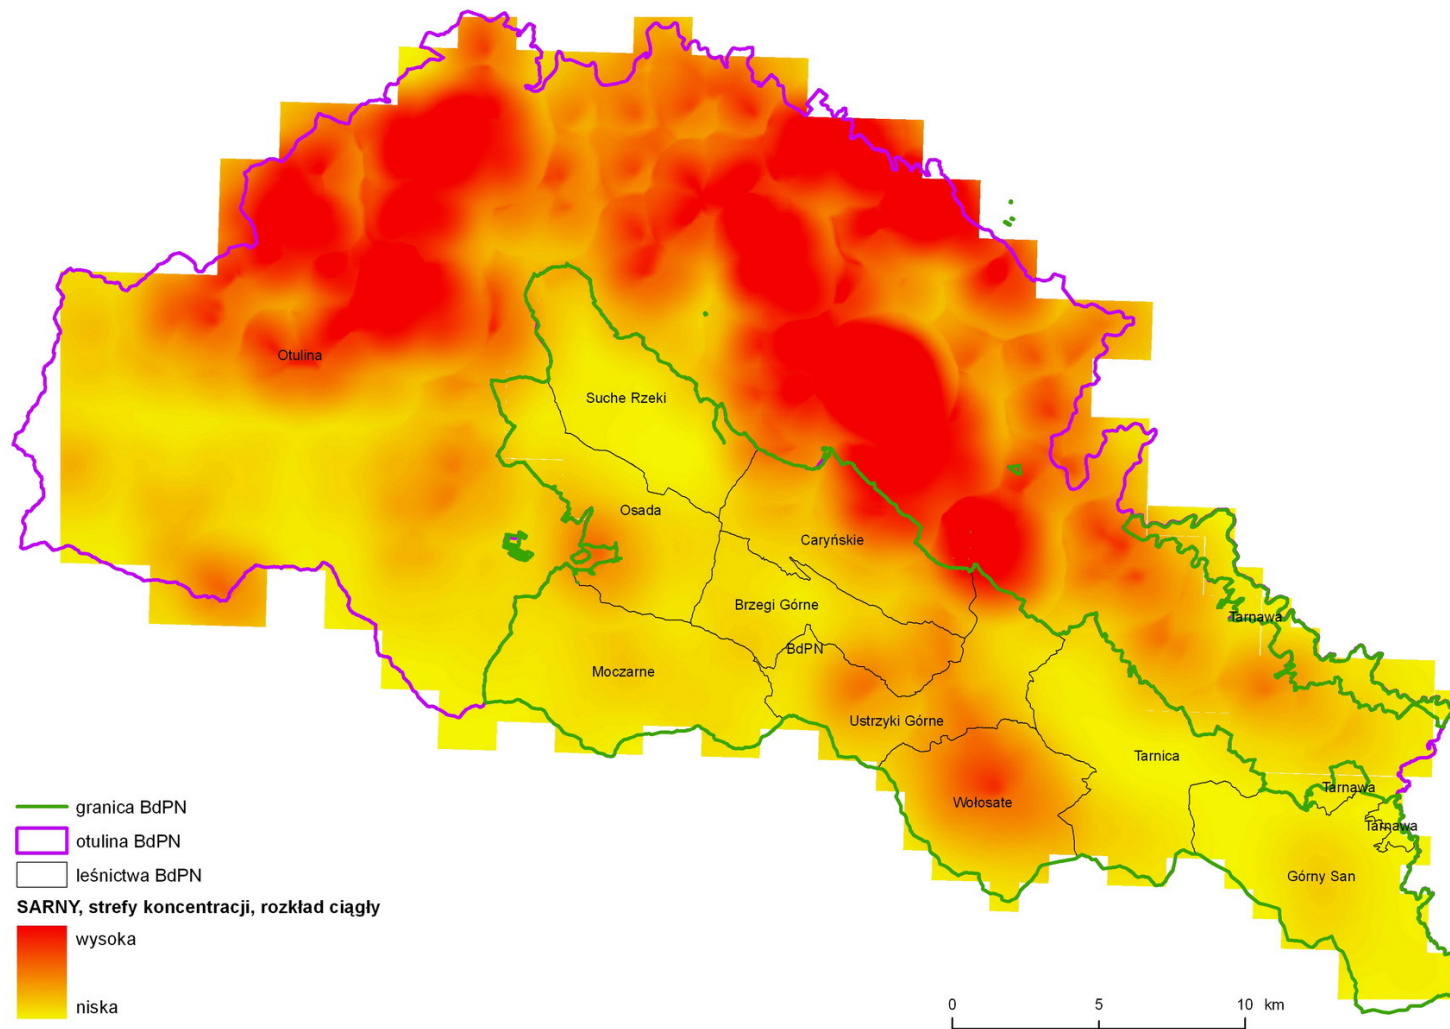 Otulina
Suche Rzeki
Osada
Caryńskie
Brzegi Górne
Tarnawa
BdPN
Moczarne
Ustrzyki Górne
Tarnica
Tarnawa
Wołosate
Tarnawa
Górny San
granica BdPN
otulina BdPN
leśnictwa BdPN
SARNY, strefy koncentracji, rozkład ciągły
wysoka
niska
0 5 10 km